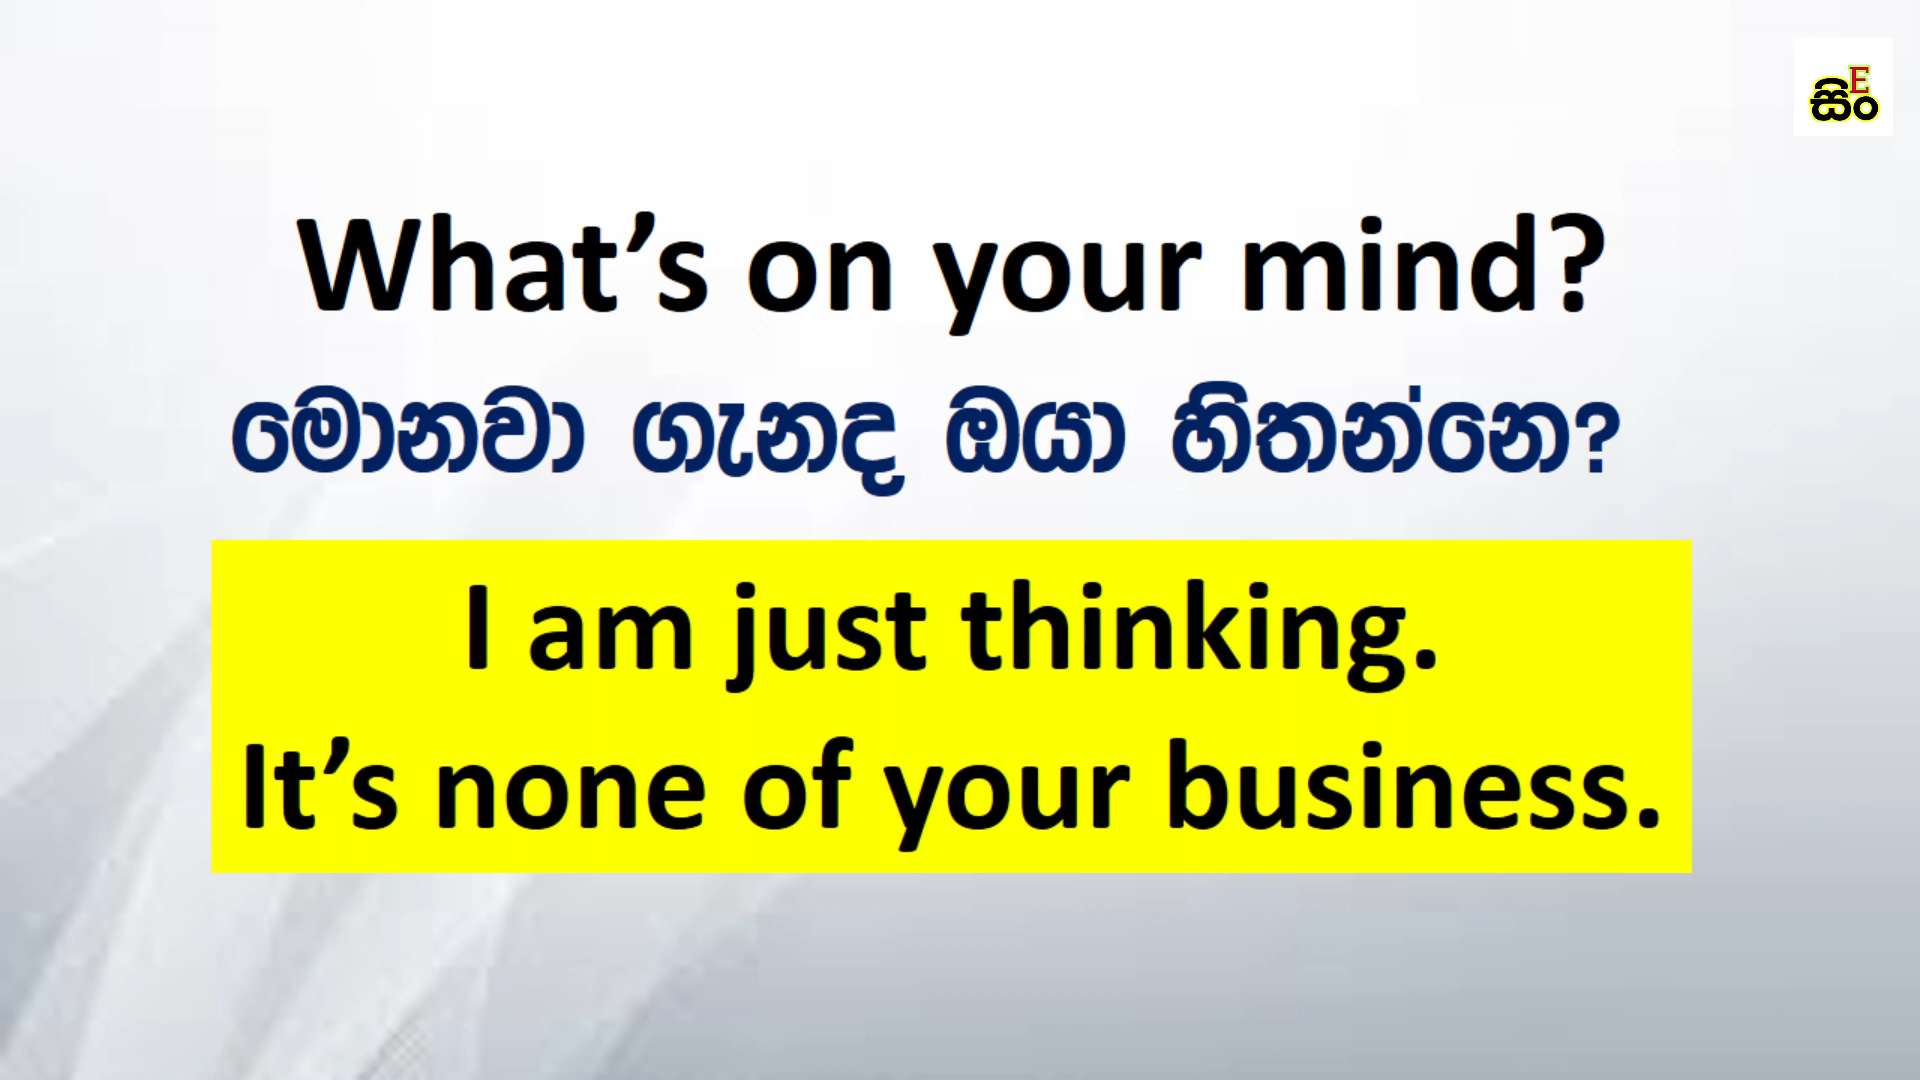 සිං
E
What’s on your mind?
මොනවා ගැනද ඔයා හිතන්නෙ?
I am just thinking.
It’s none of your business.